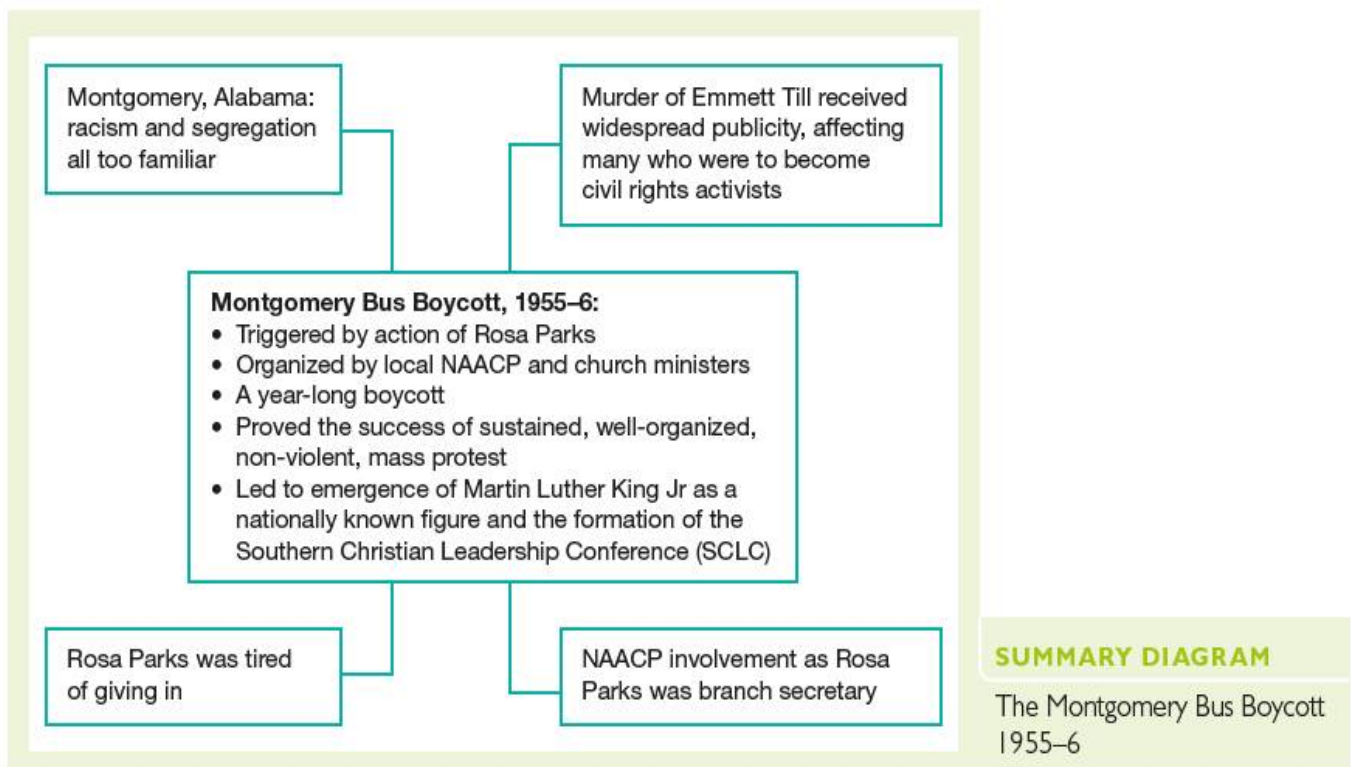 Montgomery, Alabama:
racism and segregation
all too familiar
Murder of Emmett Till received
widespread publicity, affecting
many who were to become
civil rights activists
Montgomery Bus Boycott, 1955–6:
• Triggered by action of Rosa Parks
• Organized by local NAACP and church ministers
• A year-long boycott
• Proved the success of sustained, well-organized,
non-violent, mass protest
• Led to emergence of Martin Luther King Jr as a
nationally known figure and the formation of the
Southern Christian Leadership Conference (SCLC)
Rosa Parks was tired
of giving in
NAACP involvement as Rosa
Parks was branch secretary
SUMMARY DIAGRAM
The Montgomery Bus Boycott
1955–6